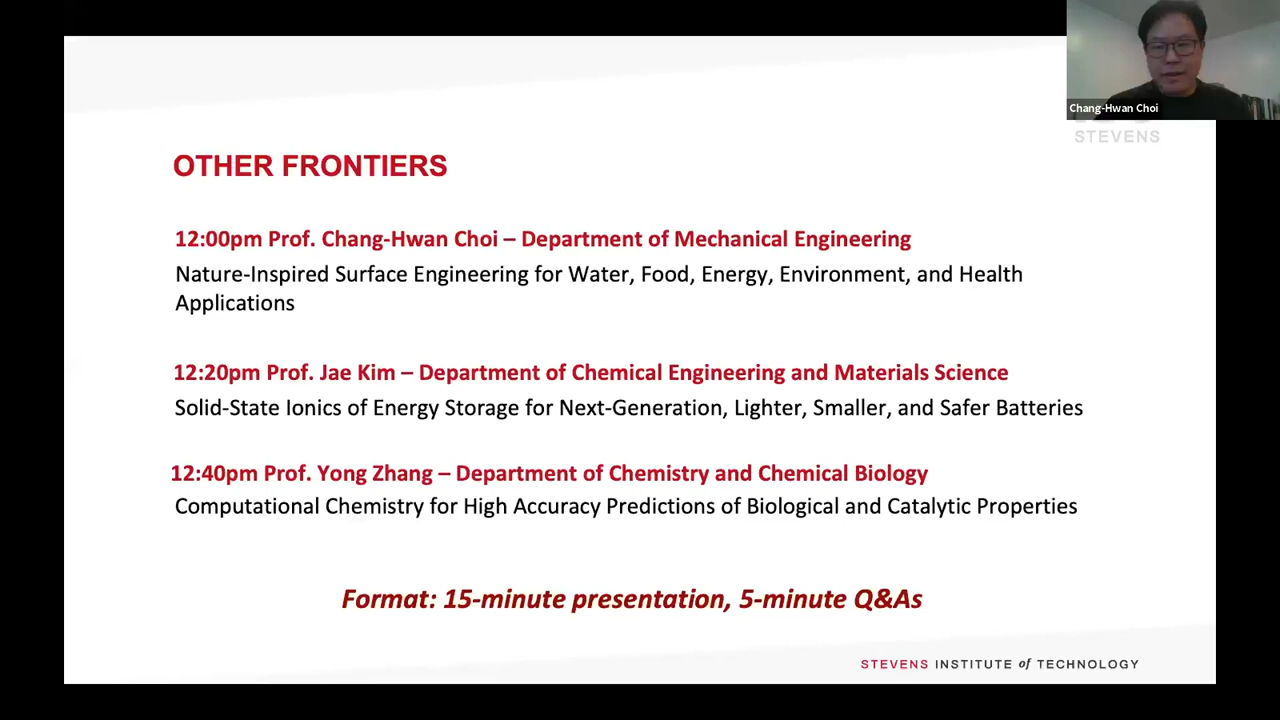 Chang-Hwan Choi
STEVENS
OTHER FRONTIERS
12:00pm Prof. Chang-Hwan Choi – Department of Mechanical Engineering
Nature-Inspired Surface Engineering for Water, Food, Energy, Environment, and Health
Applications
12:20pm Prof. Jae Kim – Department of Chemical Engineering and Materials Science
Solid-State Ionics of Energy Storage for Next-Generation, Lighter, Smaller, and Safer Batteries
12:40pm Prof. Yong Zhang – Department of Chemistry and Chemical Biology
Computational Chemistry for High Accuracy Predictions of Biological and Catalytic Properties
Format: 15-minute presentation, 5-minute Q&As
STEVENS INSTITUTE of TECHNOLOGY